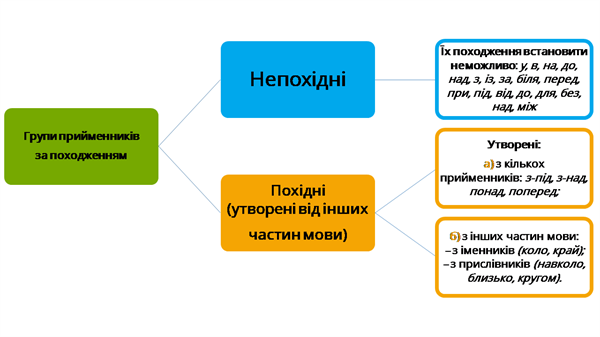 Групи прийменників
за походженням
Непохідні
Їх походження встановити
неможливо: у, в, на, до,
над, з, із, за, біля, перед,
при, під, від, до, для, без,
над, між
Похідні
(утворені від інших
частин мови)
Утворені:
а) з кількох
прийменників: з-під, з-над,
понад, поперед;
б) з інших частин мови:
– з іменників (коло, край);
– з прислівників (навколо,
близько, кругом).